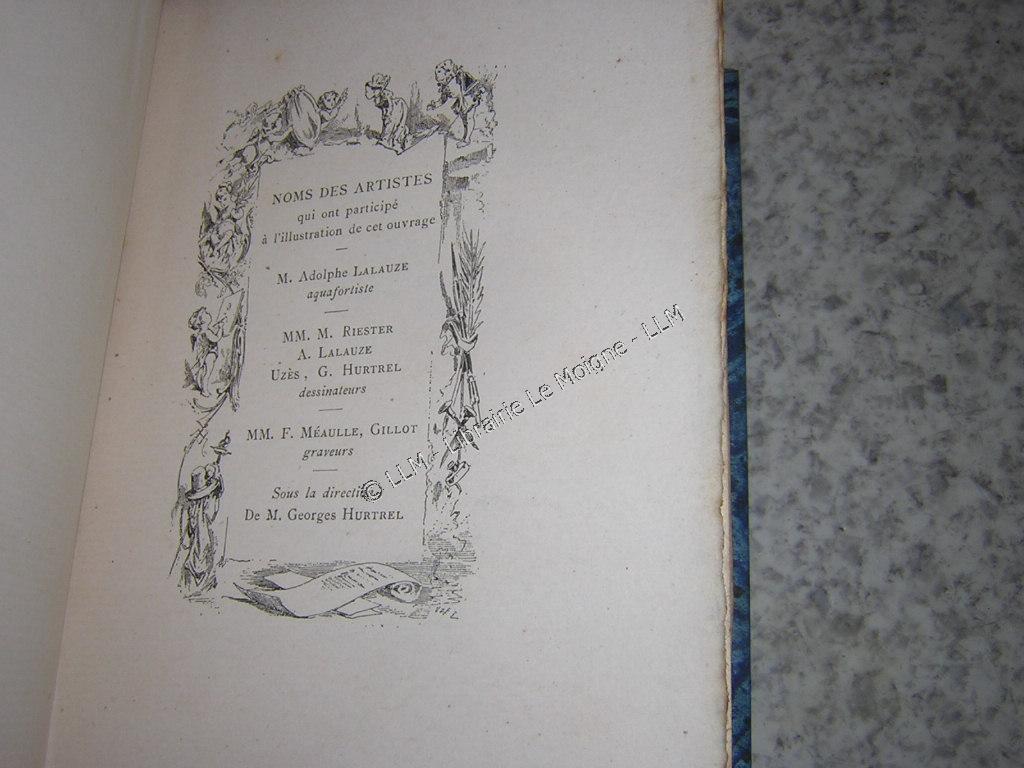 NOMS DES ARTISTES
qui ont participé
à l'illustration de cet ouvrage
M. Adolphe LALAUZE
aquafortiste
MM. M. RIESTER
A. LALAUZE
UZÈS, G. HURTREL
dessinateurs
MM. F. MÉAULLE, GILLOT
graveurs
Sous la direction
De M. Georges HURTREL
© LLM - Librairie Le Moigne - LLM